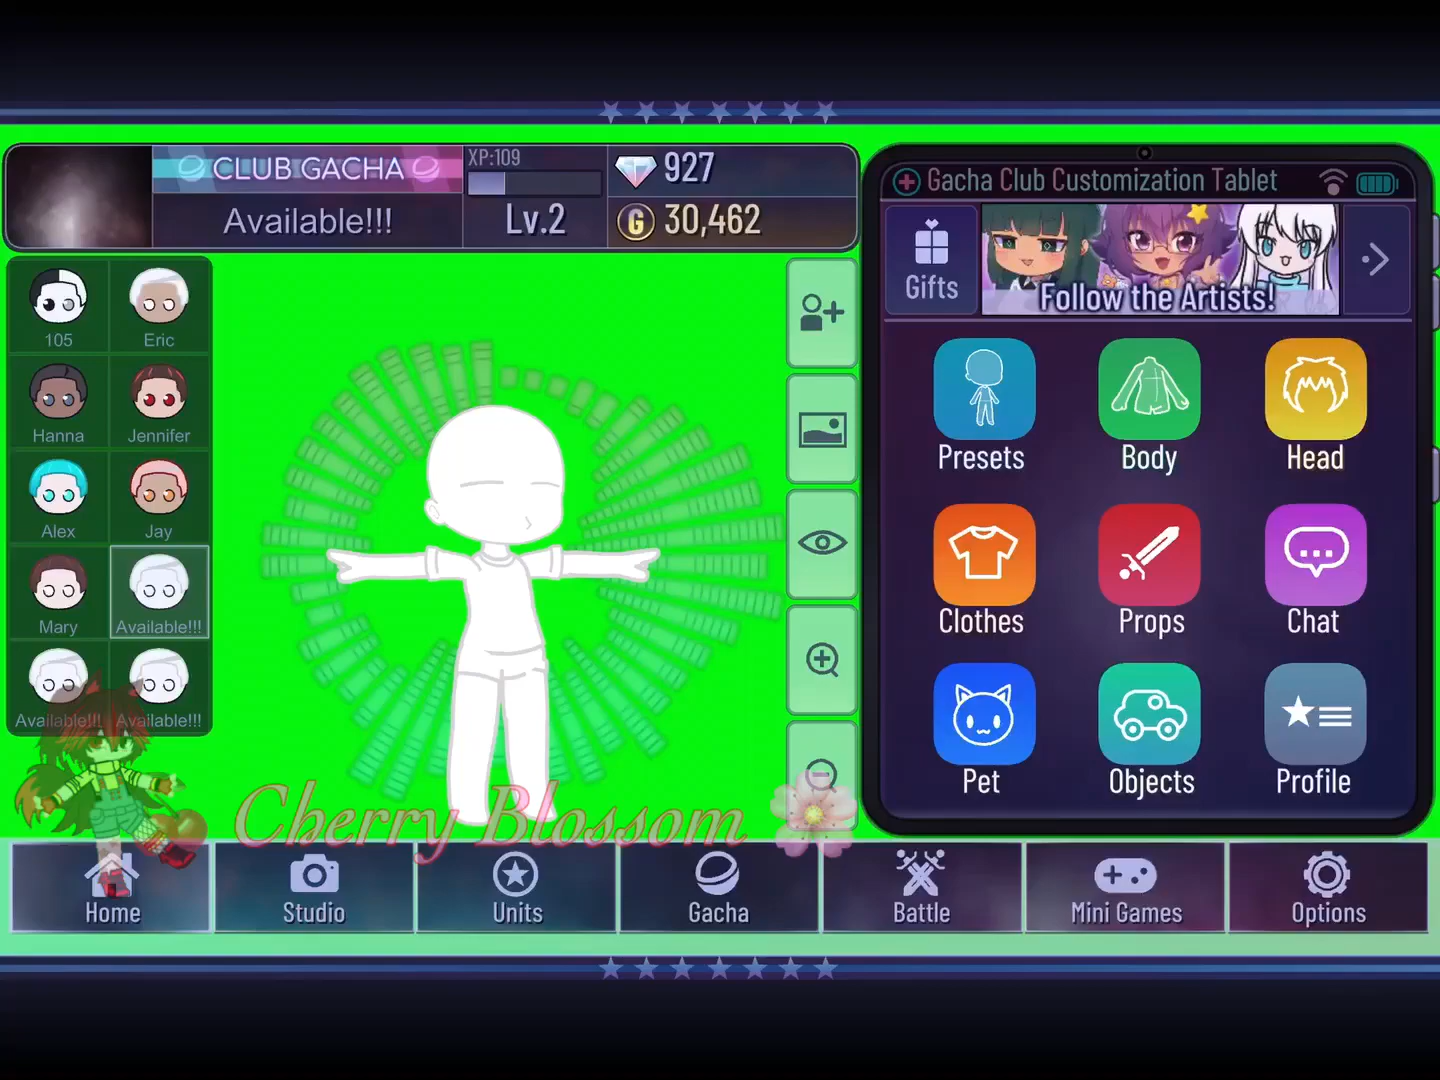 CLUB GACHA
Available!!!
XP:109
Lv.2
927
G 30,462
Gacha Club Customization Tablet
Gifts
Follow the Artists!
105
Eric
Hanna
Jennifer
Alex
Jay
Mary
Available!!!
Available!!!
Available!!!
Presets
Body
Head
Clothes
Props
Chat
Pet
Objects
Profile
Cherry Blossom
Home
Studio
Units
Gacha
Battle
Mini Games
Options